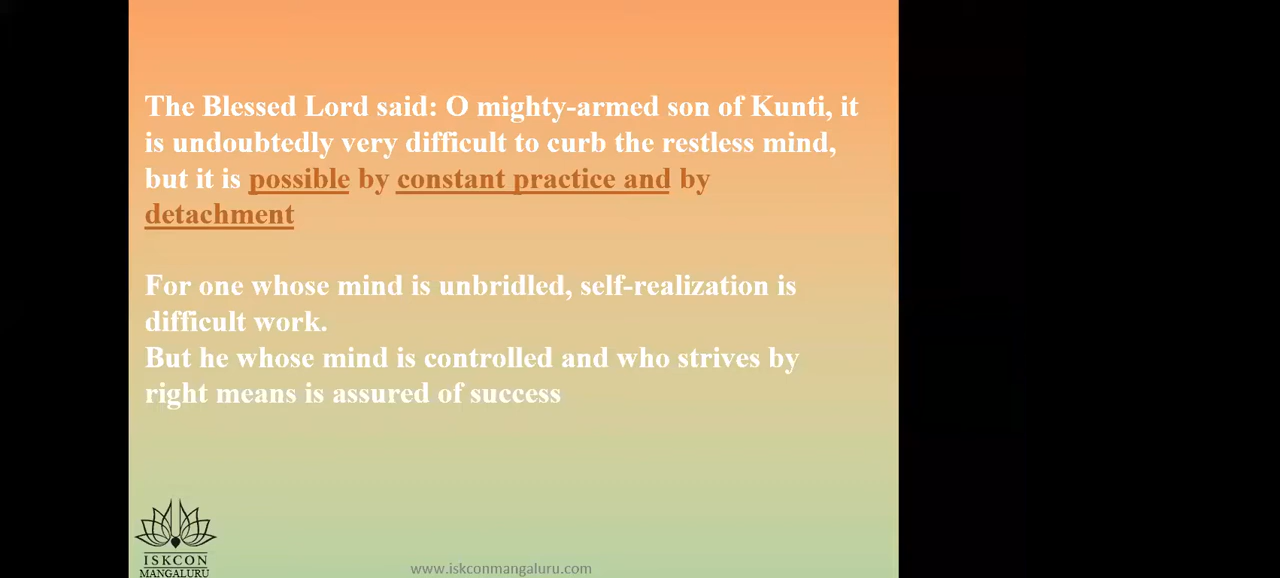 The Blessed Lord said: O mighty-armed son of Kunti, it
is undoubtedly very difficult to curb the restless mind,
but it is possible by constant practice and by
detachment
For one whose mind is unbridled, self-realization is
difficult work.
But he whose mind is controlled and who strives by
right means is assured of success
ISKCON
MANGALURU
www.iskconmangaluru.com